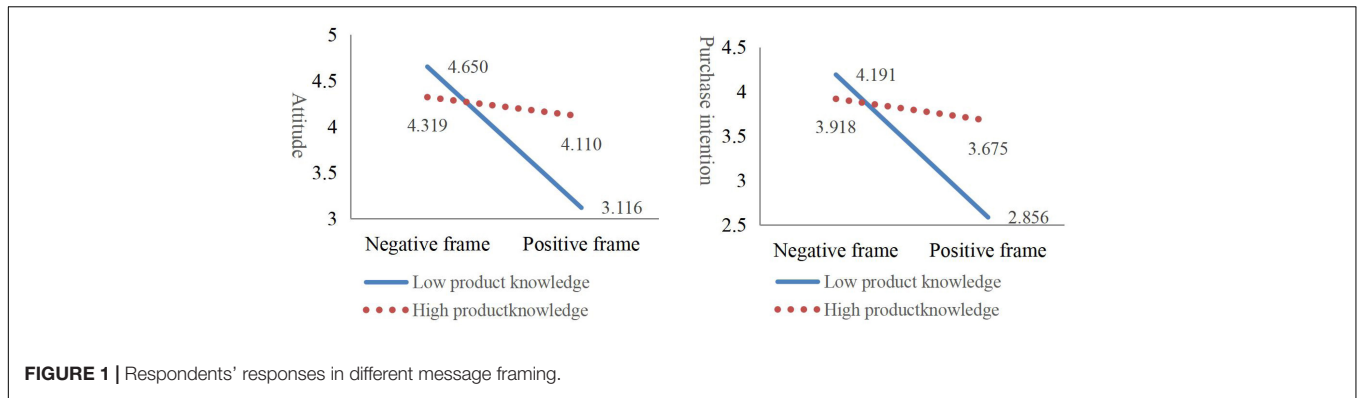 5
4.5
4
3.5
3
Attitude
4.650
4.319
4.110
3.116
Negative frame Positive frame
Low product knowledge
High productknowledge
4.5
4
3.5
3
2.5
Purchase intention
4.191
3.918
3.675
2.856
Negative frame Positive frame
Low product knowledge
High productknowledge
FIGURE 1 | Respondents' responses in different message framing.